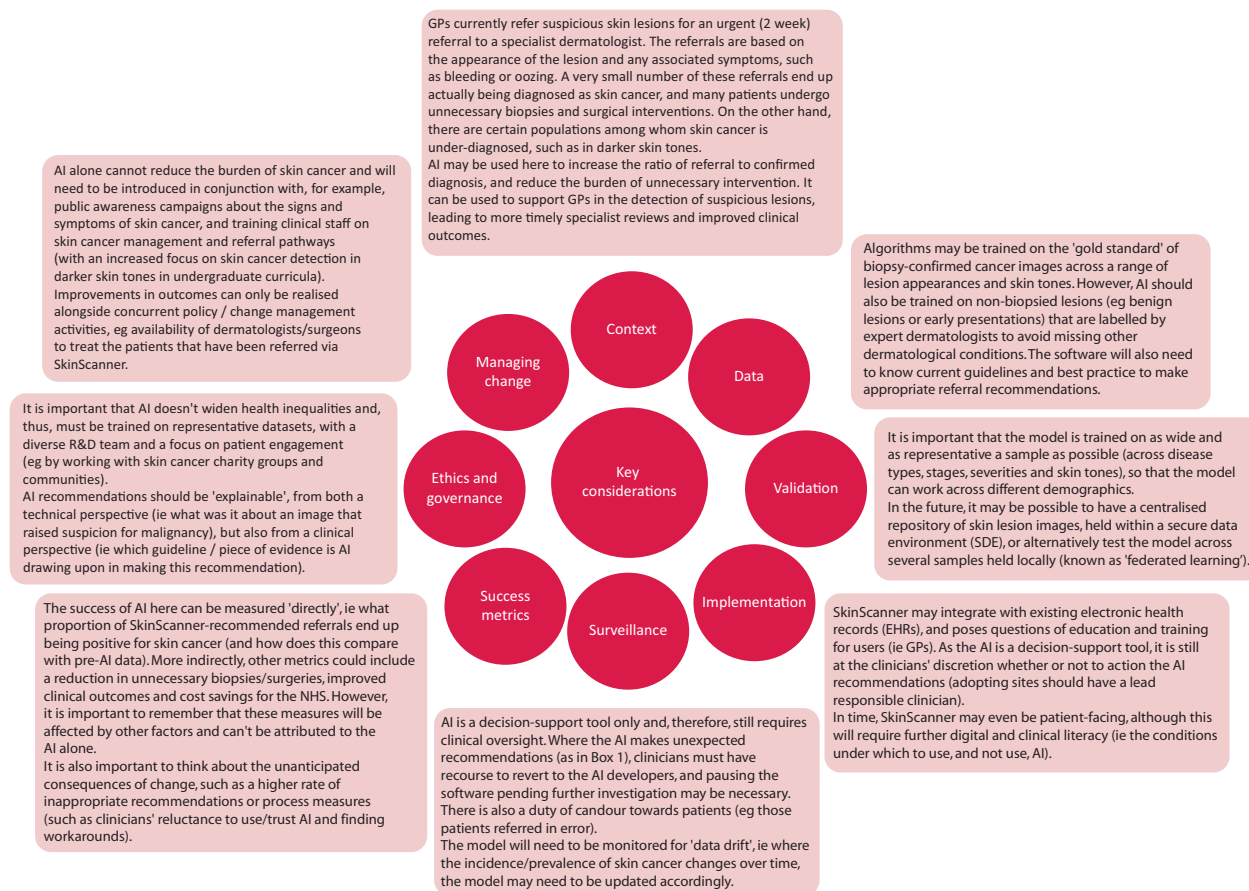 GPs currently refer suspicious skin lesions for an urgent (2 week)
referral to a specialist dermatologist. The referrals are based on
the appearance of the lesion and any associated symptoms, such
as bleeding or oozing. A very small number of these referrals end up
actually being diagnosed as skin cancer, and many patients undergo
unnecessary biopsies and surgical interventions. On the other hand,
there are certain populations among whom skin cancer is
under-diagnosed, such as in darker skin tones.
AI may be used here to increase the ratio of referral to confirmed
diagnosis, and reduce the burden of unnecessary intervention. It
can be used to support GPs in the detection of suspicious lesions,
leading to more timely specialist reviews and improved clinical
outcomes.
AI alone cannot reduce the burden of skin cancer and will
need to be introduced in conjunction with, for example,
public awareness campaigns about the signs and
symptoms of skin cancer, and training clinical staff on
skin cancer management and referral pathways
(with an increased focus on skin cancer detection in
darker skin tones in undergraduate curricula).
Improvements in outcomes can only be realised
alongside concurrent policy / change management
activities, eg availability of dermatologists/surgeons
to treat the patients that have been referred via
SkinScanner.
Algorithms may be trained on the 'gold standard' of
biopsy-confirmed cancer images across a range of
lesion appearances and skin tones. However, AI should
also be trained on non-biopsied lesions (eg benign
lesions or early presentations) that are labelled by
expert dermatologists to avoid missing other
dermatological conditions. The software will also need
to know current guidelines and best practice to make
appropriate referral recommendations.
Context
Managing
change
Data
It is important that AI doesn't widen health inequalities and,
thus, must be trained on representative datasets, with a
diverse R&D team and a focus on patient engagement
(eg by working with skin cancer charity groups and
communities).
AI recommendations should be 'explainable', from both a
technical perspective (ie what was it about an image that
raised suspicion for malignancy), but also from a clinical
perspective (ie which guideline / piece of evidence is AI
drawing upon in making this recommendation).
Ethics and
governance
Key
considerations
Validation
It is important that the model is trained on as wide and
as representative a sample as possible (across disease
types, stages, severities and skin tones), so that the model
can work across different demographics.
In the future, it may be possible to have a centralised
repository of skin lesion images, held within a secure data
environment (SDE), or alternatively test the model across
several samples held locally (known as 'federated learning').
Success
metrics
Surveillance
Implementation
The success of AI here can be measured 'directly', ie what
proportion of SkinScanner-recommended referrals end up
being positive for skin cancer (and how does this compare
with pre-AI data). More indirectly, other metrics could include
a reduction in unnecessary biopsies/surgeries, improved
clinical outcomes and cost savings for the NHS. However,
it is important to remember that these measures will be
affected by other factors and can't be attributed to the
AI alone.
It is also important to think about the unanticipated
consequences of change, such as a higher rate of
inappropriate recommendations or process measures
(such as clinicians' reluctance to use/trust AI and finding
workarounds).
SkinScanner may integrate with existing electronic health
records (EHRs), and poses questions of education and training
for users (ie GPs). As the AI is a decision-support tool, it is still
at the clinicians' discretion whether or not to action the AI
recommendations (adopting sites should have a lead
responsible clinician).
In time, SkinScanner may even be patient-facing, although this
will require further digital and clinical literacy (ie the conditions
under which to use, and not use, AI).
AI is a decision-support tool only and, therefore, still requires
clinical oversight. Where the AI makes unexpected
recommendations (as in Box 1), clinicians must have
recourse to revert to the AI developers, and pausing the
software pending further investigation may be necessary.
There is also a duty of candour towards patients (eg those
patients referred in error).
The model will need to be monitored for 'data drift', ie where
the incidence/prevalence of skin cancer changes over time,
the model may need to be updated accordingly.